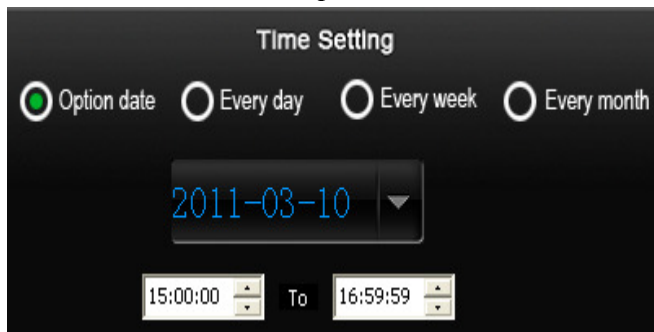 Time Setting
Option date Every day Every week Every month
2011-03-10
15:00:00 To 16:59:59